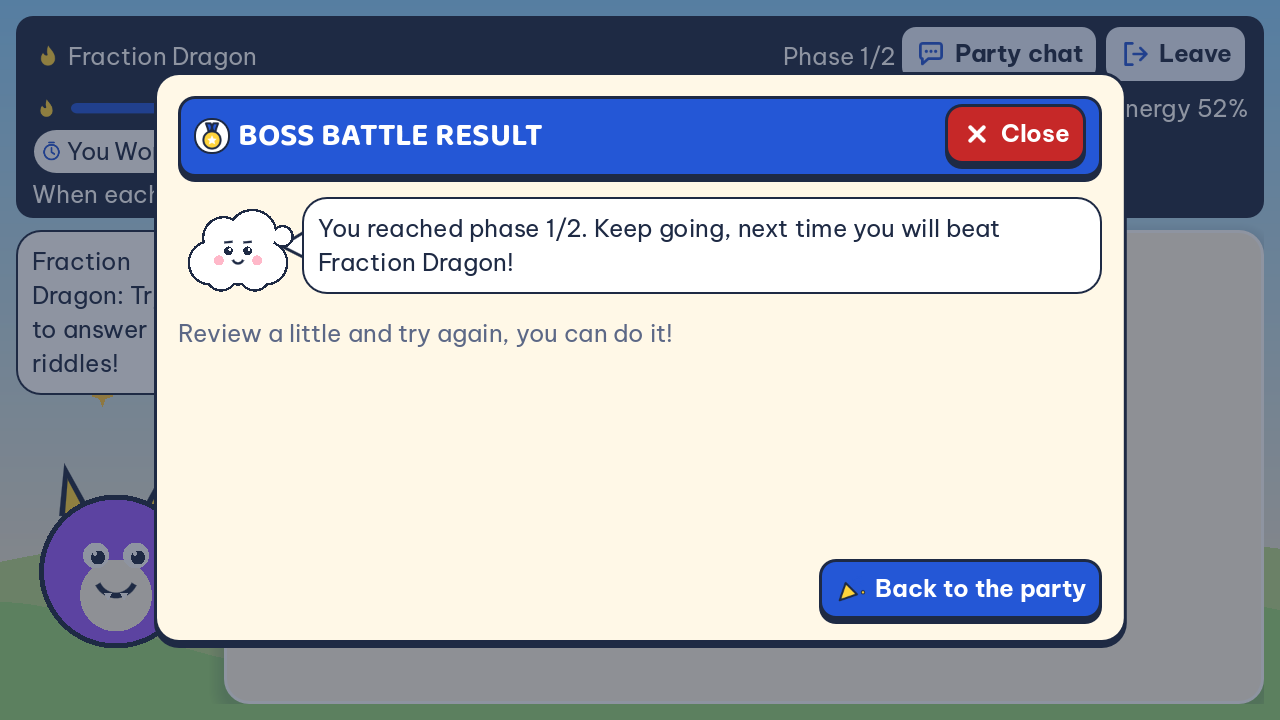 Fraction Dragon
Phase 1/2
Party chat
Leave
BOSS BATTLE RESULT
Close
52%
You
When each
You reached phase 1/2. Keep going, next time you will beat
Fraction Dragon!
Fraction
Dragon: Tr
to answer
riddles!
Review a little and try again, you can do it!
Back to the party